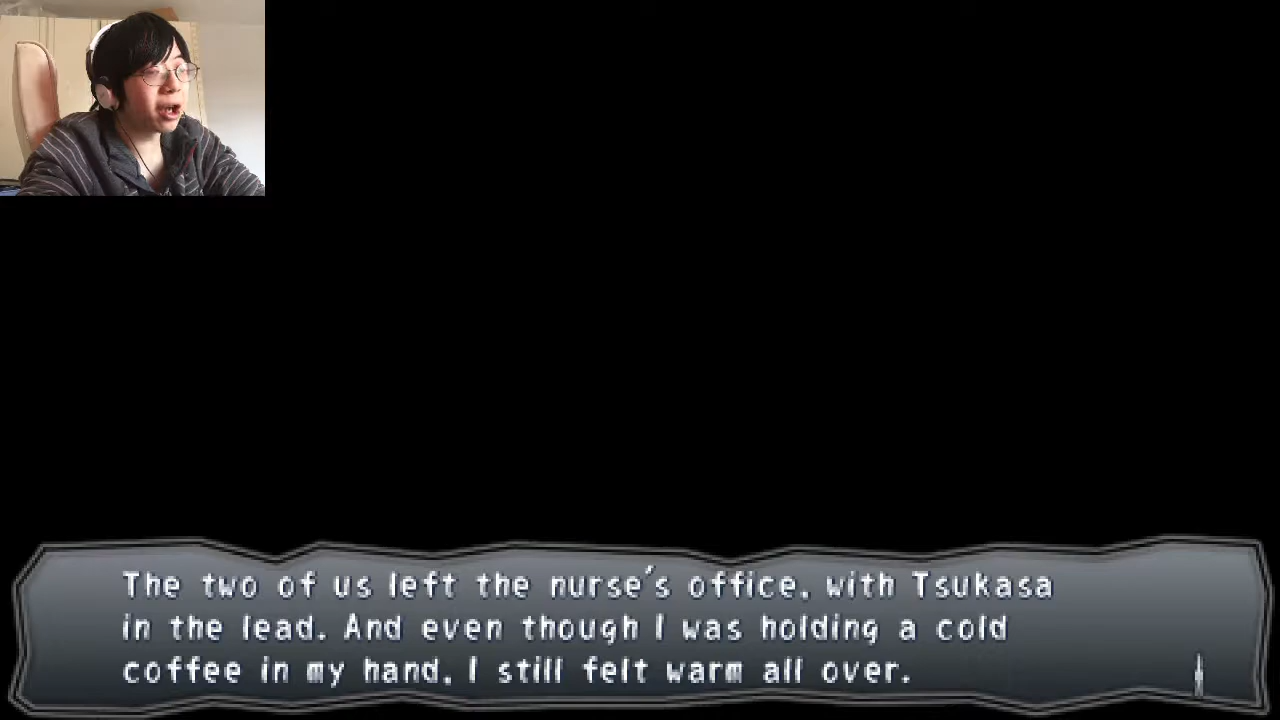 The two of us left the nurse's office, with Tsukasa
in the lead. And even though I was holding a cold
coffee in my hand, I still felt warm all over.